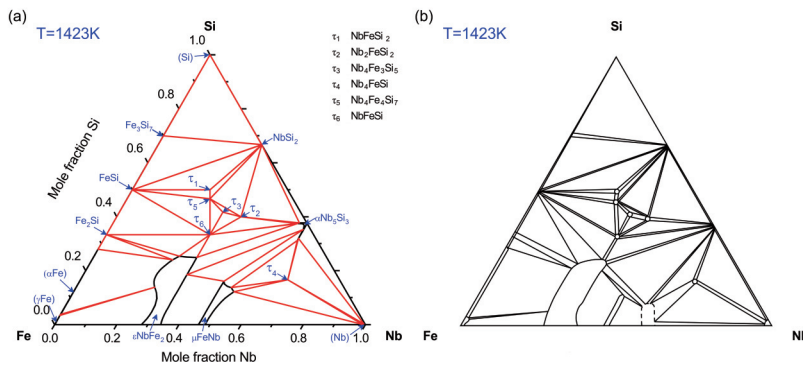 (a)
T=1423K
Si
1.0
(Si)
τ1 NbFeSi2
τ2 Nb2FeSi2
τ3 Nb4Fe3Si5
τ4 Nb4FeSi
τ5 Nb4Fe4Si7
τ6 NbFeSi
0.8
Fe3Si7
NbSi2
0.6
Mole fraction Si
FeSi
τ1
τ5
τ3
τ2
0.4
Fe2Si
τ6
αNb5Si3
0.2
(αFe)
τ4
(γFe)
0.0
Fe
0.0
0.2
0.4
0.6
0.8
1.0
Nb
εNbFe2
μFeNb
(Nb)
Mole fraction Nb
(b)
T=1423K
Si
Fe